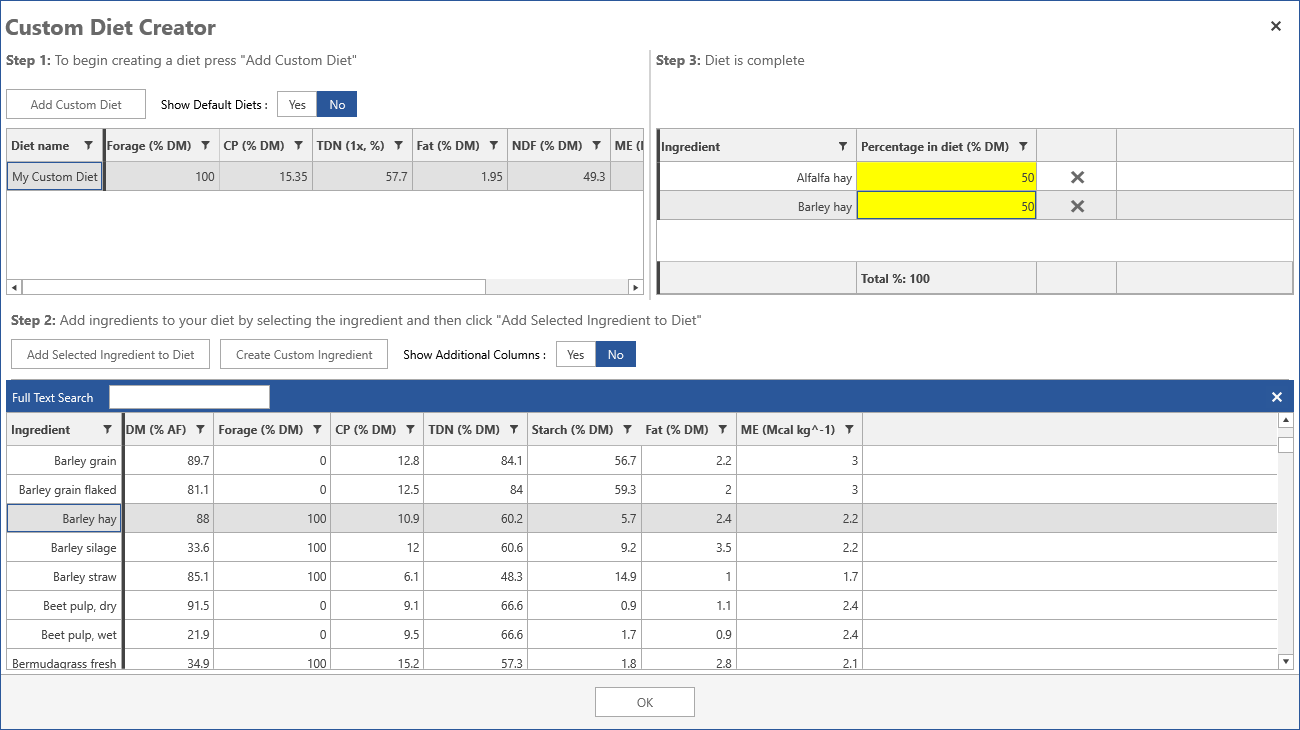 Custom Diet Creator
Step 1: To begin creating a diet press "Add Custom Diet"
Add Custom Diet Show Default Diets : Yes No
Diet name Forage (% DM) CP (% DM) TDN (1x, %) Fat (% DM) NDF (% DM) ME (
My Custom Diet 100 15.35 57.7 1.95 49.3
Step 3: Diet is complete
Ingredient Percentage in diet (% DM)
Alfalfa hay 50
Barley hay 50
Total %: 100
Step 2: Add ingredients to your diet by selecting the ingredient and then click "Add Selected Ingredient to Diet"
Add Selected Ingredient to Diet Create Custom Ingredient Show Additional Columns : Yes No
Full Text Search
Ingredient DM (% AF) Forage (% DM) CP (% DM) TDN (% DM) Starch (% DM) Fat (% DM) ME (Mcal kg^-1)
Barley grain 89.7 0 12.8 84.1 56.7 2.2 3
Barley grain flaked 81.1 0 12.5 84 59.3 2 3
Barley hay 88 100 10.9 60.2 5.7 2.4 2.2
Barley silage 33.6 100 12 60.6 9.2 3.5 2.2
Barley straw 85.1 100 6.1 48.3 14.9 1 1.7
Beet pulp, dry 91.5 0 9.1 66.6 0.9 1.1 2.4
Beet pulp, wet 21.9 0 9.5 66.6 1.7 0.9 2.4
Bermudagrass fresh 34.9 100 15.2 57.3 1.8 2.8 2.1
OK